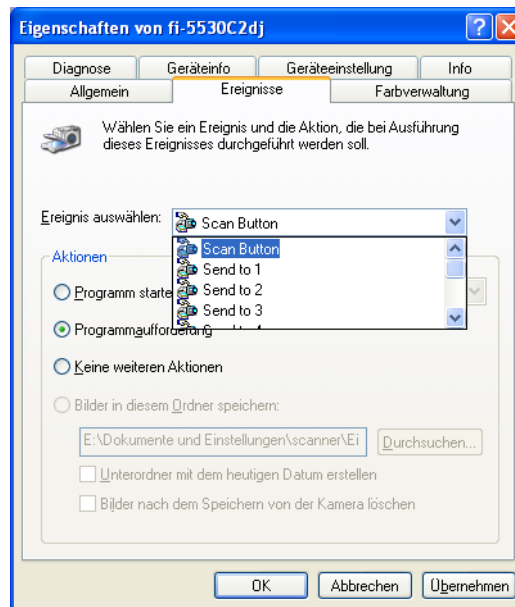 Eigenschaften von fi-5530C2dj
Diagnose Geräteinfo Geräteeinstellung Info
Allgemein Ereignisse Farbverwaltung
Wählen Sie ein Ereignis und die Aktion, die bei Ausführung
dieses Ereignisses durchgeführt werden soll.
Ereignis auswählen: Scan Button
Scan Button
Send to 1
Send to 2
Send to 3
Aktionen
Programm starte
Programmaufforderung
Keine weiteren Aktionen
Bilder in diesem Ordner speichern:
E:\Dokumente und Einstellungen\scanner\Ei Durchsuchen...
Unterordner mit dem heutigen Datum erstellen
Bilder nach dem Speichern von der Kamera löschen
OK Abbrechen Übernehmen